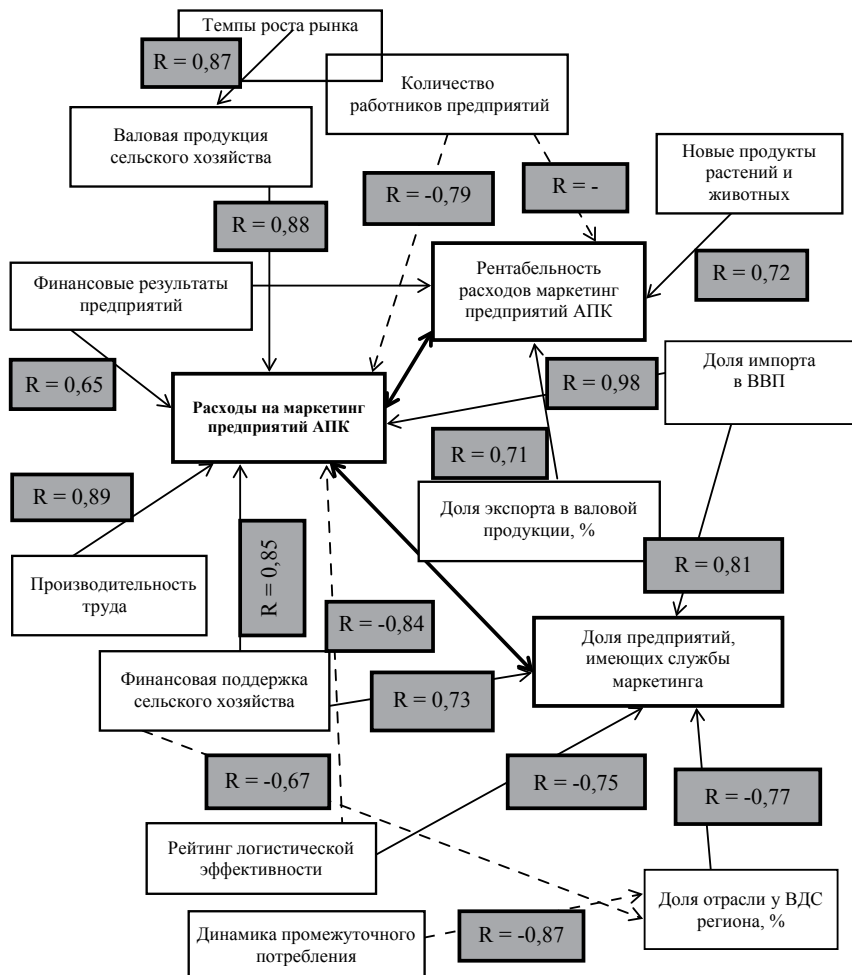 Темпы роста рынка
R = 0,87
Количество
работников предприятий
Валовая продукция
сельского хозяйства
Новые продукты
растений и
животных
R = -0,79
R = -
R = 0,88
Рентабельность
расходов маркетинг
предприятий АПК
R = 0,72
Финансовые результаты
предприятий
R = 0,65
R = 0,98
Доля импорта
в ВВП
Расходы на маркетинг
предприятий АПК
R = 0,71
R = 0,89
Доля экспорта в валовой
продукции, %
R = 0,85
R = 0,81
Производительность
труда
R = -0,84
Доля предприятий,
имеющих службы
маркетинга
Финансовая поддержка
сельского хозяйства
R = 0,73
R = -0,67
R = -0,75
R = -0,77
Рейтинг логистической
эффективности
Доля отрасли у ВДС
региона, %
Динамика промежуточного
потребления
R = -0,87